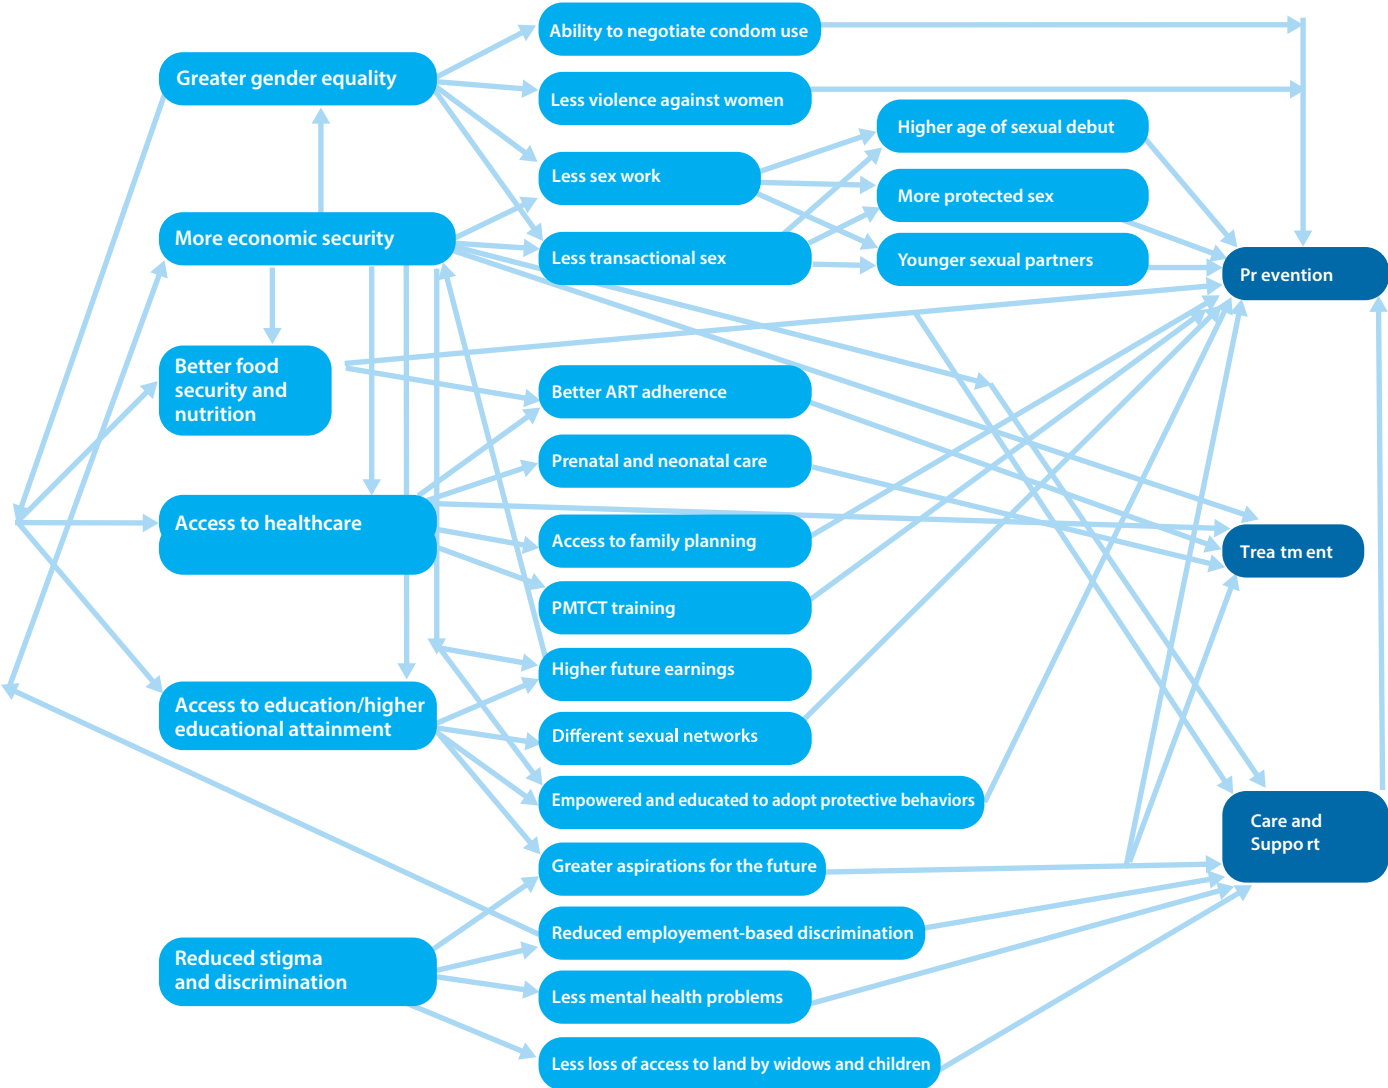 Ability to negotiate condom use
Greater gender equality
Less violence against women
Higher age of sexual debut
Less sex work
More protected sex
More economic security
Less transactional sex
Younger sexual partners
Pr evention
Better food
security and
nutrition
Better ART adherence
Prenatal and neonatal care
Access to healthcare
Access to family planning
Trea tm ent
PMTCT training
Higher future earnings
Access to education/higher
educational attainment
Different sexual networks
Empowered and educated to adopt protective behaviors
Care and
Suppo rt
Greater aspirations for the future
Reduced employement-based discrimination
Reduced stigma
and discrimination
Less mental health problems
Less loss of access to land by widows and children